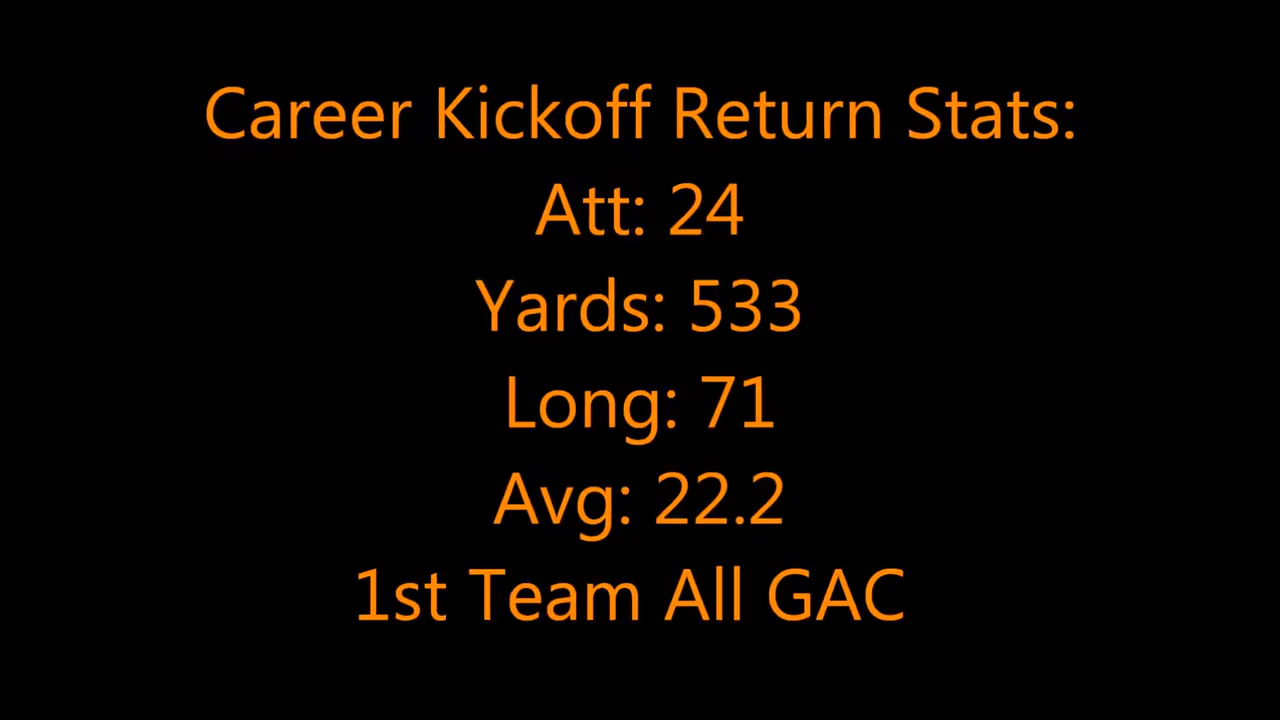 Career Kickoff Return Stats:
Att: 24
Yards: 533
Long: 71
Avg: 22.2
1st Team All GAC